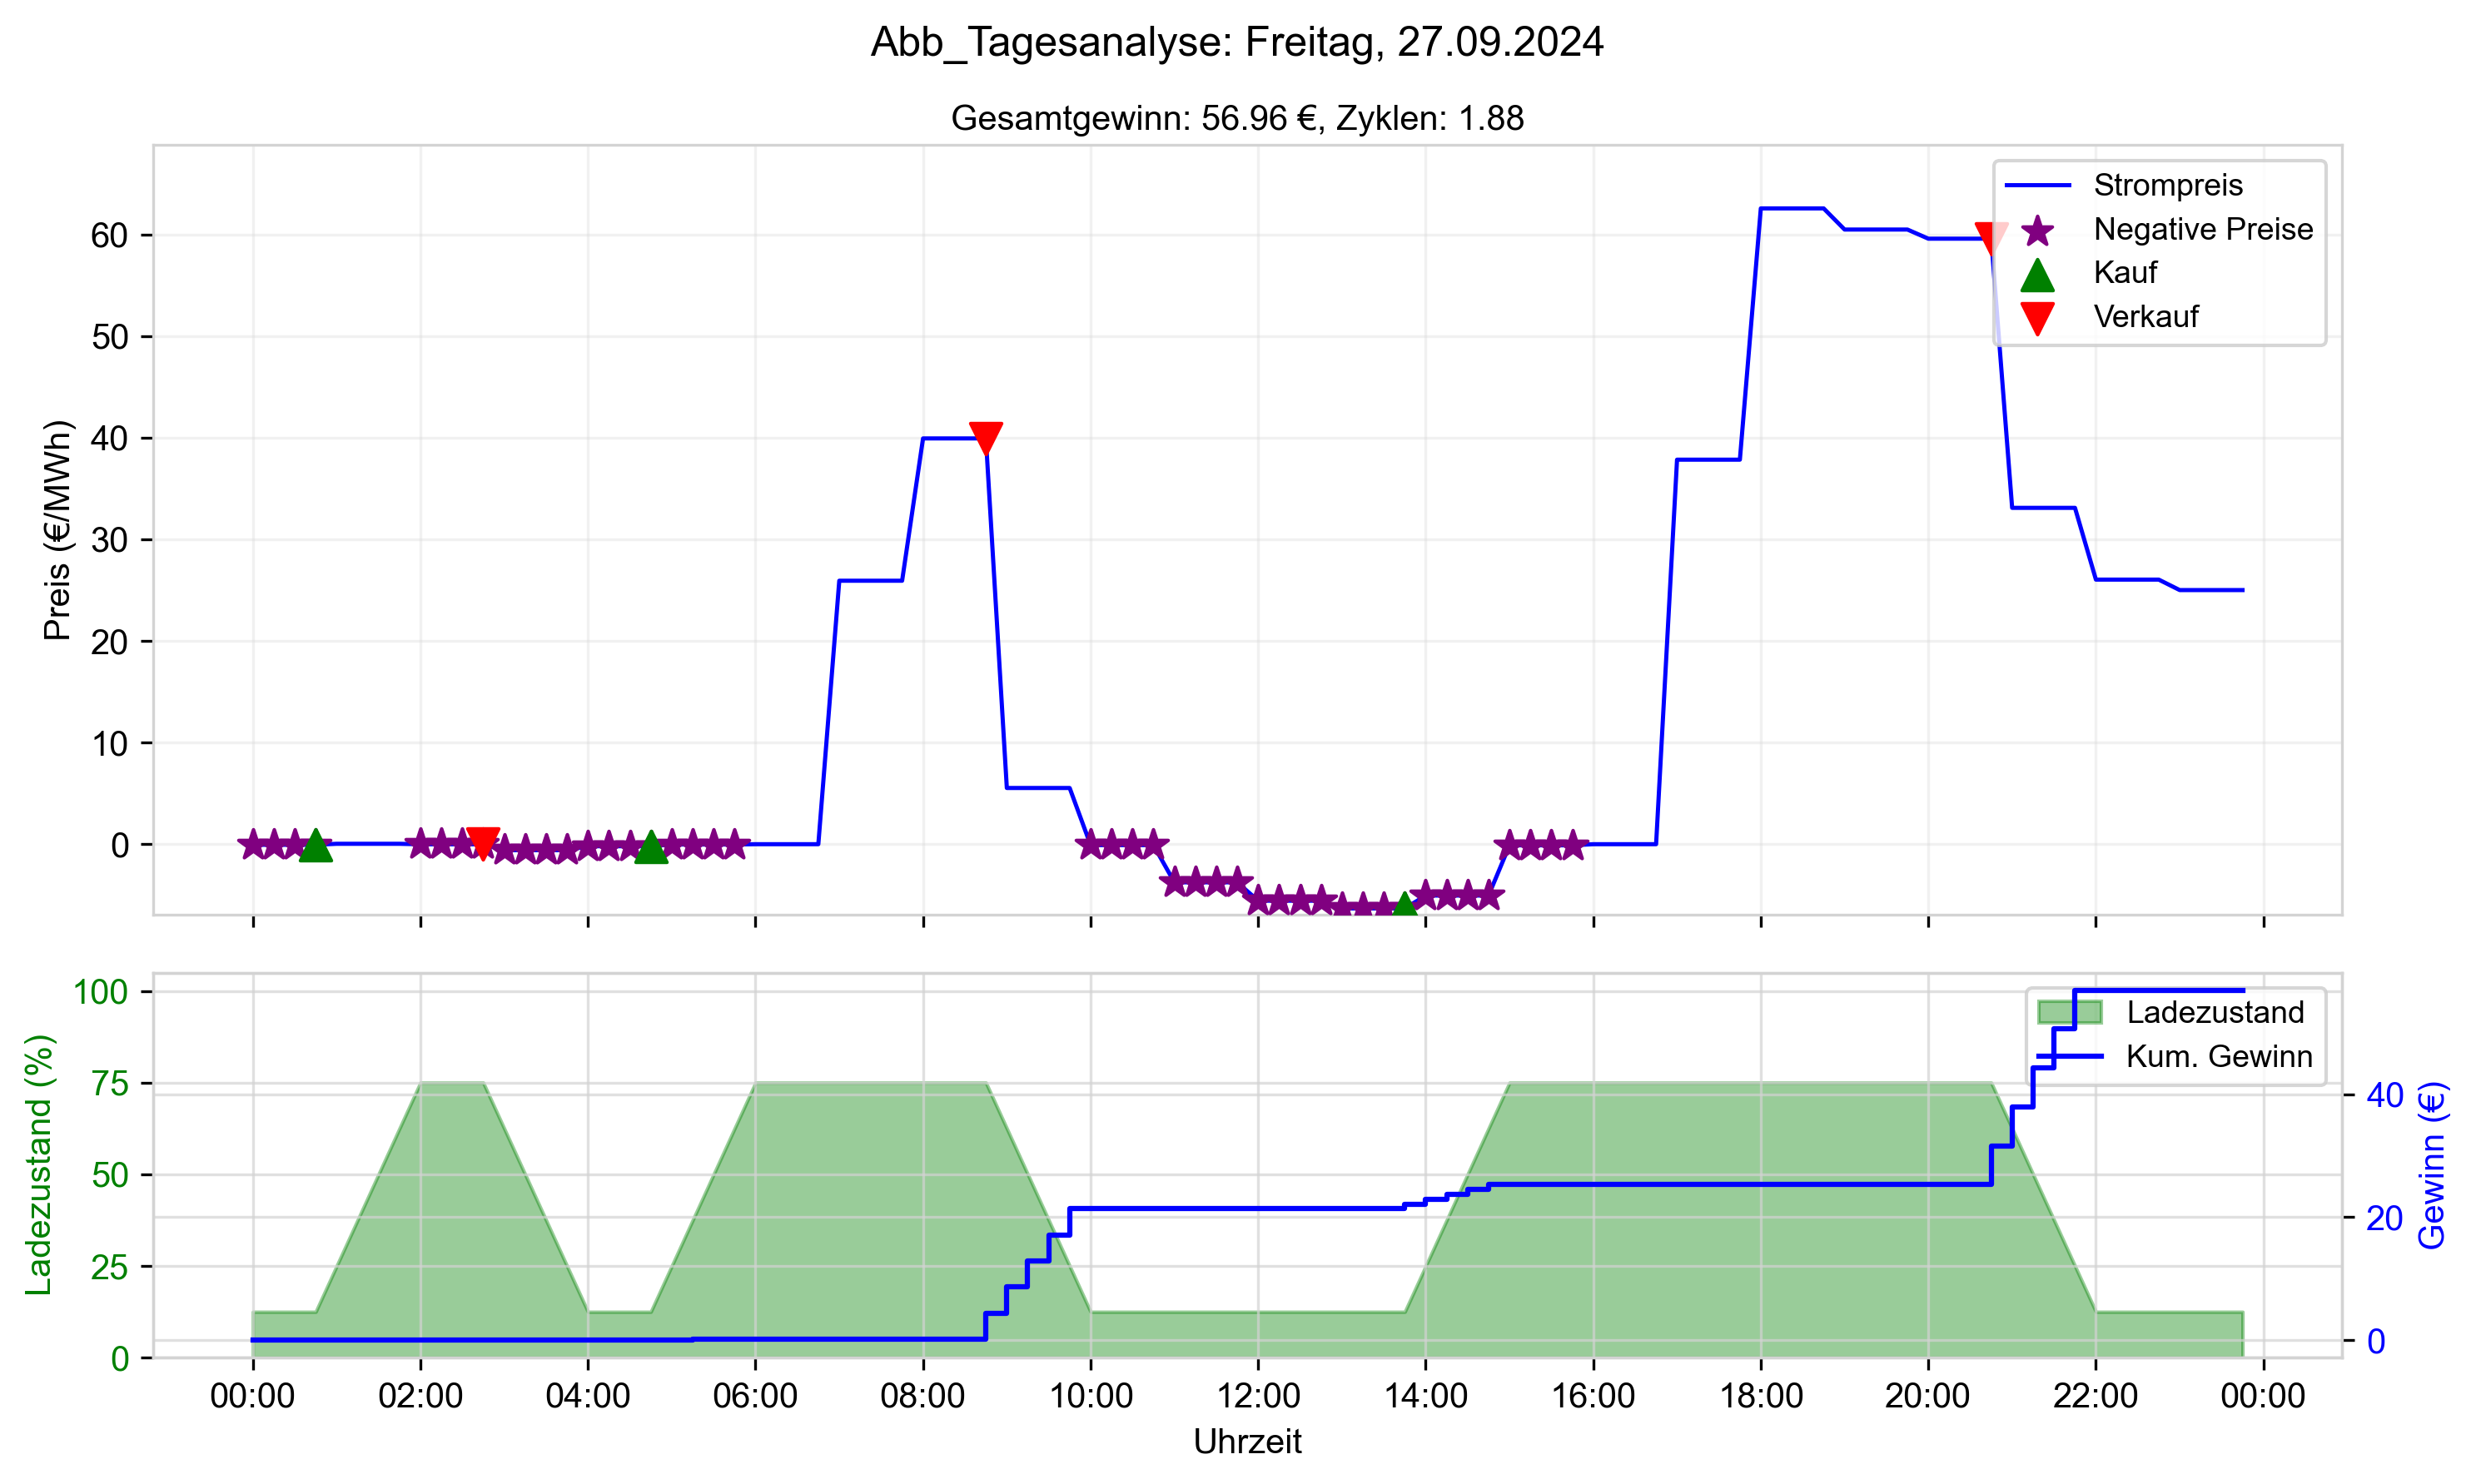 Abb_Tagesanalyse: Freitag, 27.09.2024
Gesamtgewinn: 56.96 €, Zyklen: 1.88
Preis (€/MWh)
60
50
40
30
20
10
0
Strompreis
Negative Preise
Kauf
Verkauf
Ladezustand (%)
100
75
50
25
0
Ladezustand
Kum. Gewinn
40
20
0
Gewinn (€)
00:00 02:00 04:00 06:00 08:00 10:00 12:00 14:00 16:00 18:00 20:00 22:00 00:00
Uhrzeit